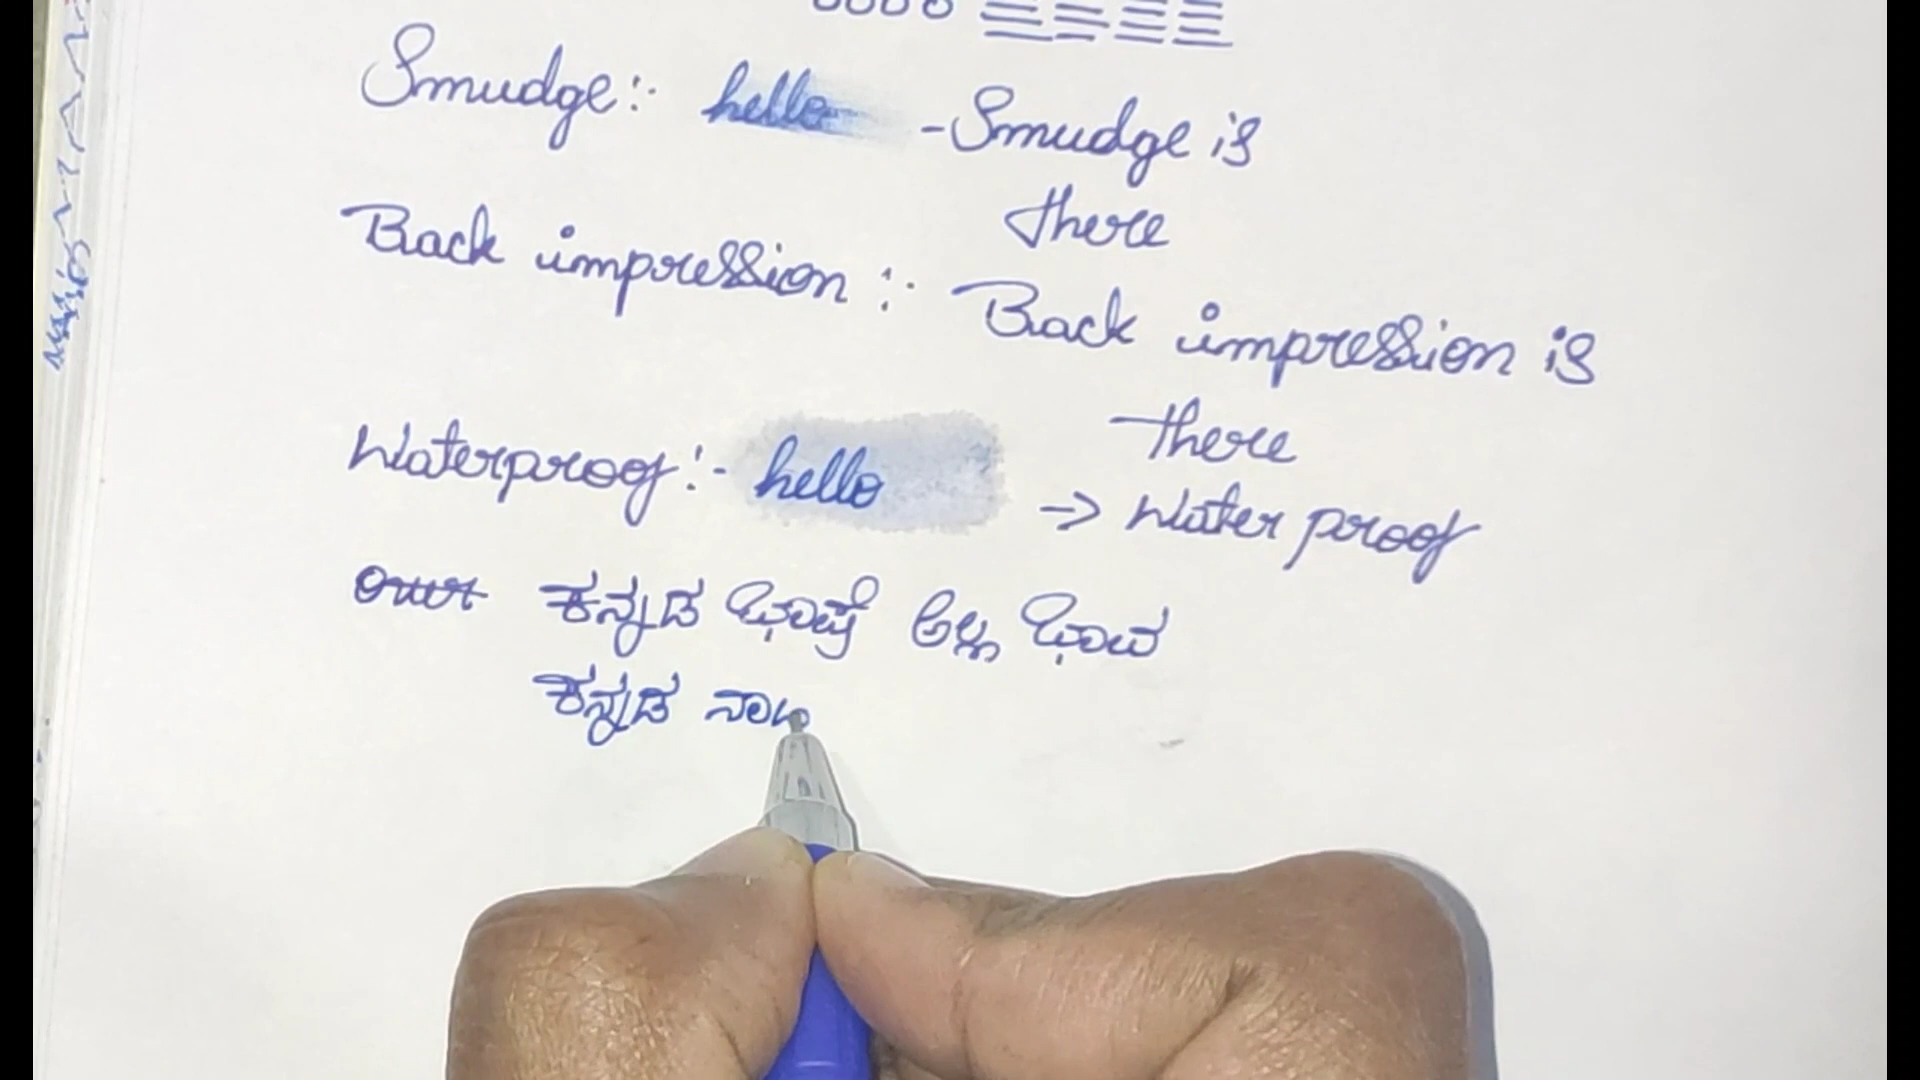 Smudge:- hello - Smudge is
there
Back impression :- Back impression is
there
Waterproof:- hello -> Water proof
ಕನ್ನಡ ಭಾಷೆ ಅಲ್ಲ ಭಾವ
ಕನ್ನಡ